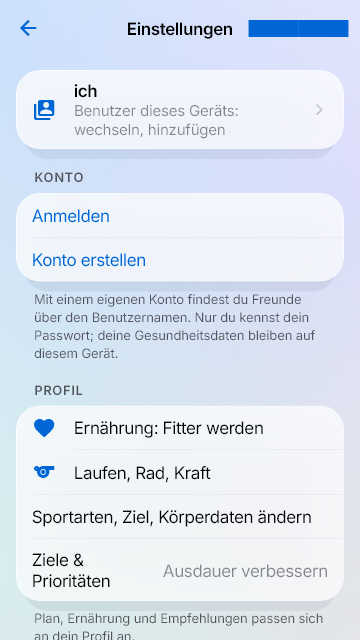 Einstellungen
ich
Benutzer dieses Geräts:
wechseln, hinzufügen
KONTO
Anmelden
Konto erstellen
Mit einem eigenen Konto findest du Freunde
über den Benutzernamen. Nur du kennst dein
Passwort; deine Gesundheitsdaten bleiben auf
diesem Gerät.
PROFIL
Ernährung: Fitter werden
Laufen, Rad, Kraft
Sportarten, Ziel, Körperdaten ändern
Ziele &
Prioritäten
Ausdauer verbessern
Plan, Ernährung und Empfehlungen passen sich
an dein Profil an.